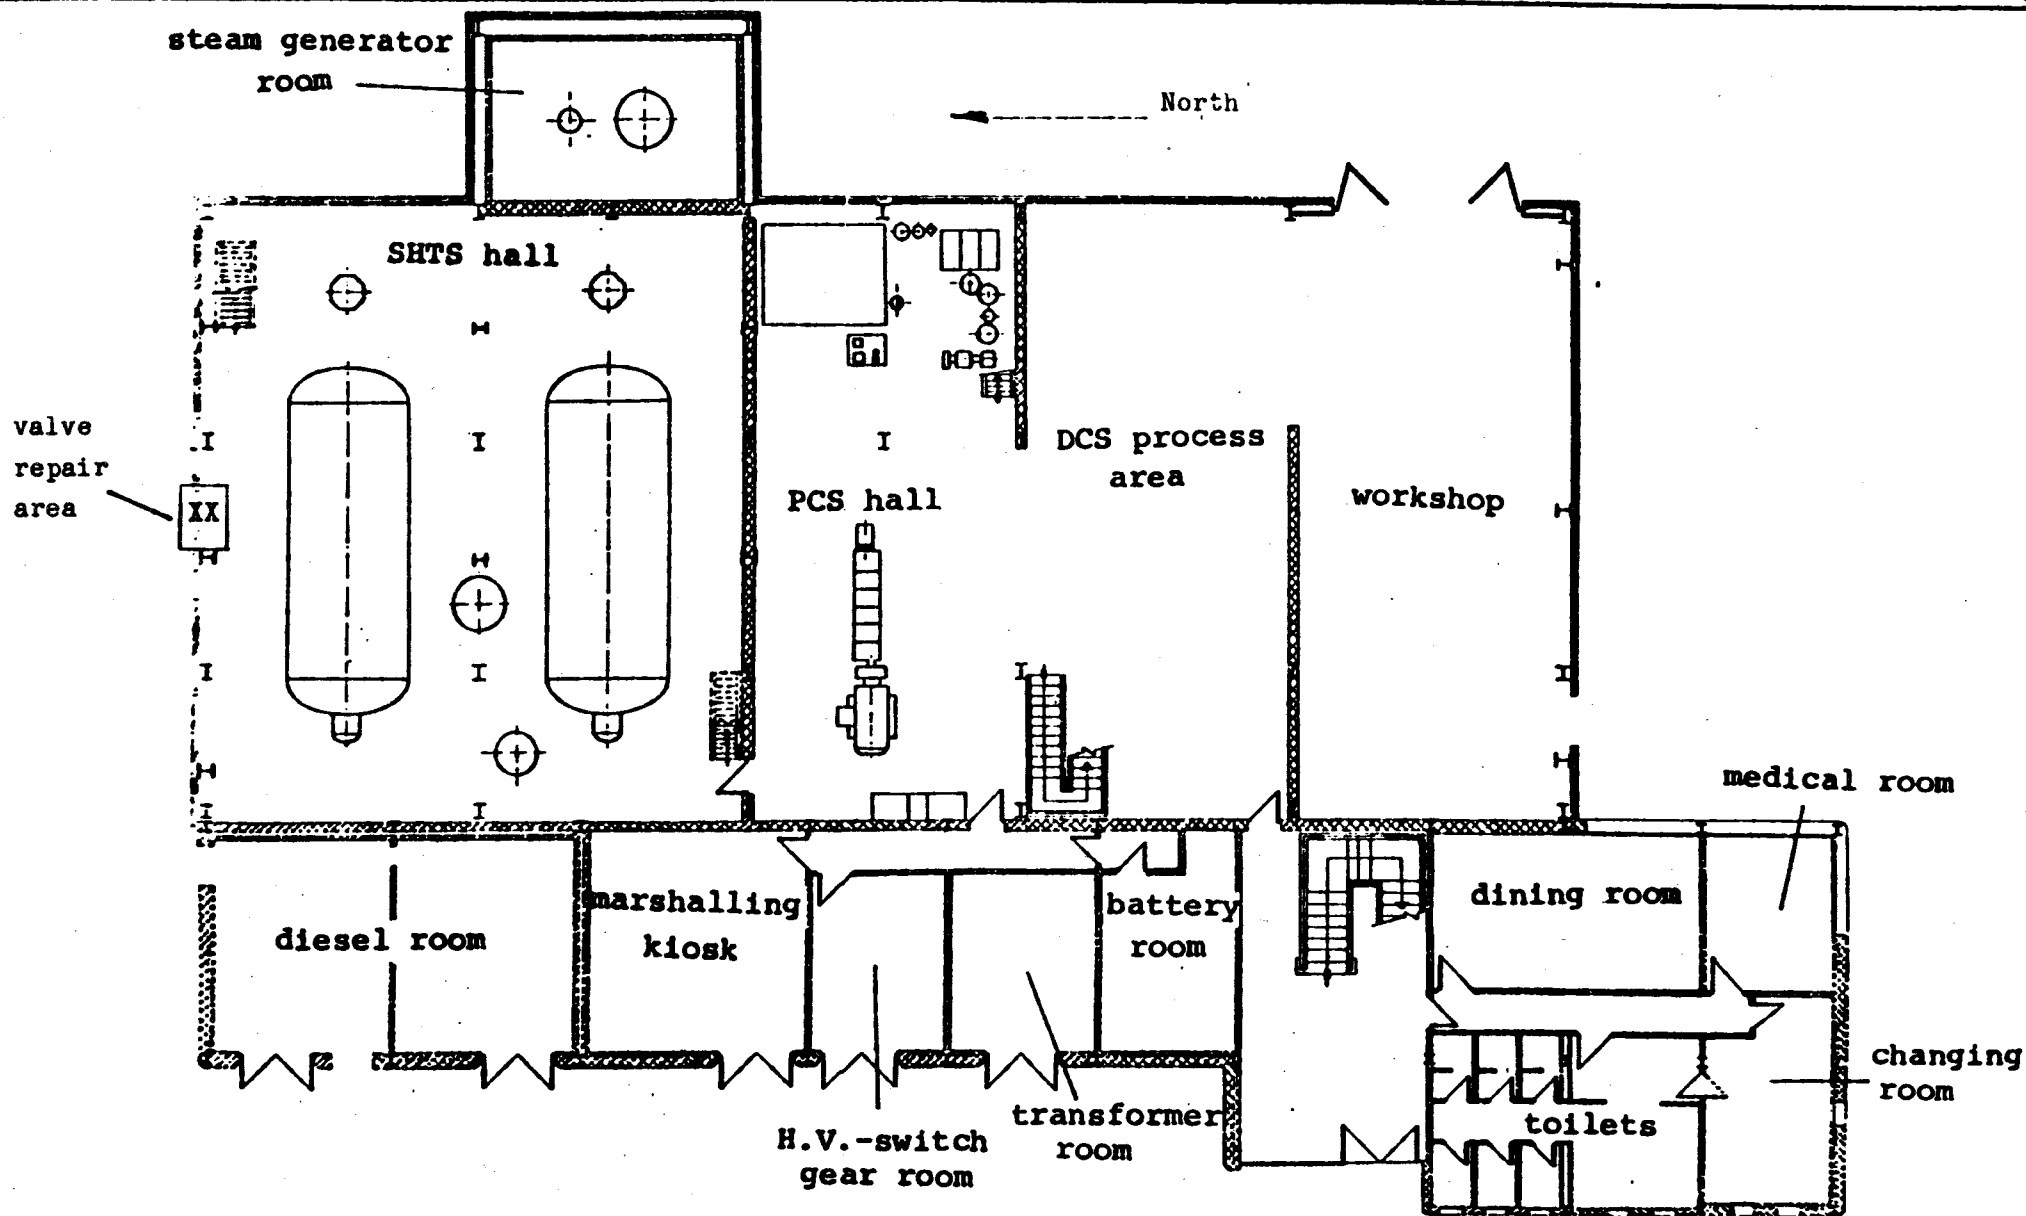 steam generator
room
North
SHTS hall
valve
repair
area
XX
DCS process
area
PCS hall
workshop
medical room
marshalling
kiosk
battery
room
dining room
diesel room
changing
room
transformer
room
toilets
H.V.-switch
gear room